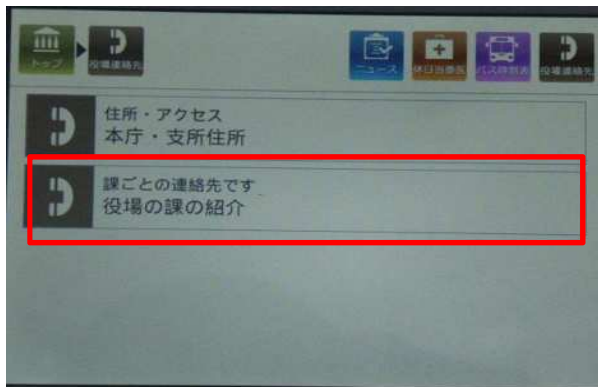 トップ
役場連絡先
ニュース
休日当番医
バス時刻表
役場連絡先
住所・アクセス
本庁・支所住所
課ごとの連絡先です
役場の課の紹介